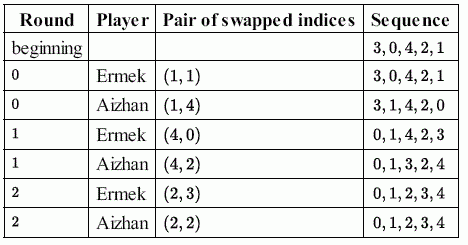 Round Player Pair of swapped indices Sequence
beginning 3, 0, 4, 2, 1
0 Ermek (1, 1) 3, 0, 4, 2, 1
0 Aizhan (1, 4) 3, 1, 4, 2, 0
1 Ermek (4, 0) 0, 1, 4, 2, 3
1 Aizhan (4, 2) 0, 1, 3, 2, 4
2 Ermek (2, 3) 0, 1, 2, 3, 4
2 Aizhan (2, 2) 0, 1, 2, 3, 4